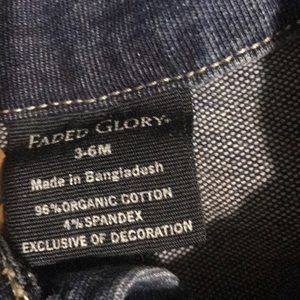 FADED GLORY®
3-6M
Made in Bangladesh
96%ORGANIC COTTON
4%SPANDEX
EXCLUSIVE OF DECORATION